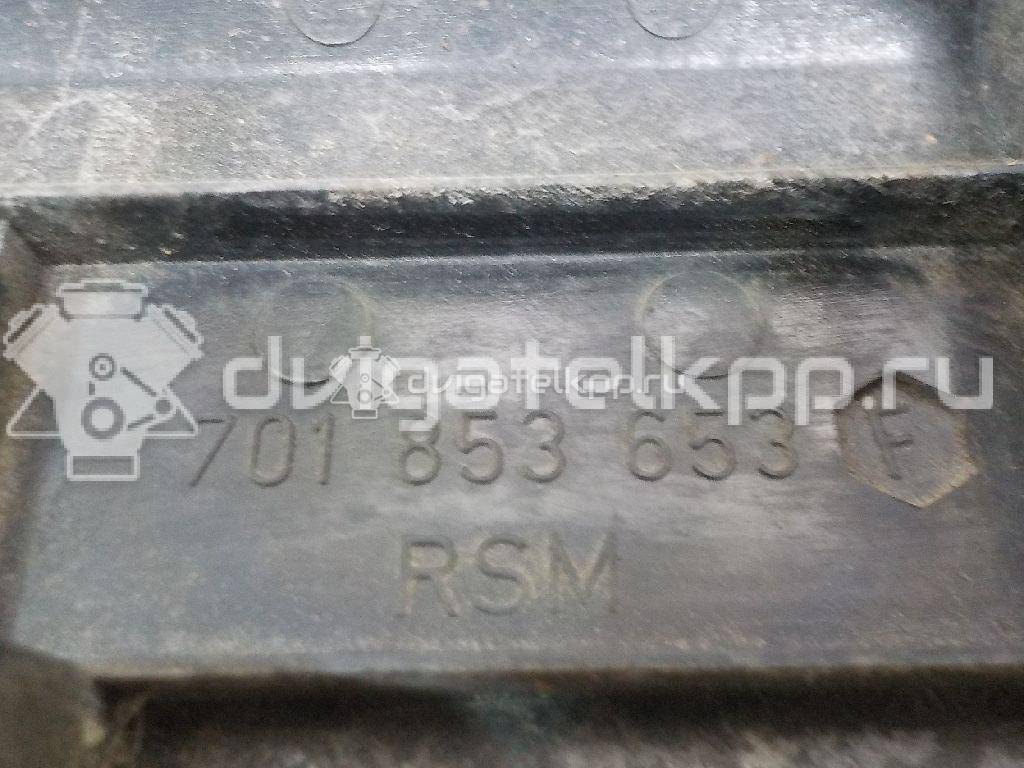 dvigatelkpp.ru
dvigatelkpp.ru
701 853 653 F
RSM